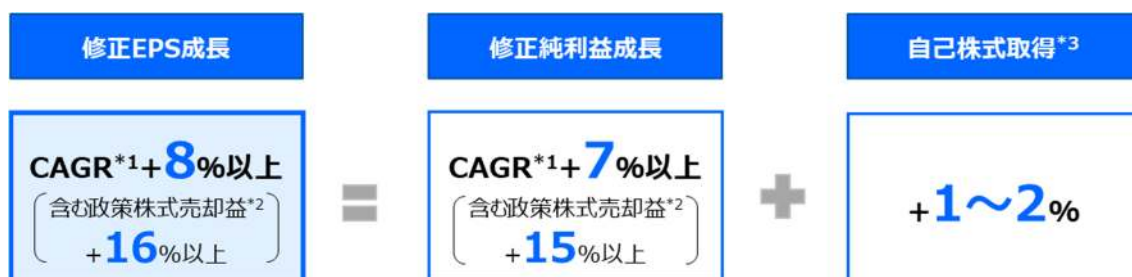 修正EPS成長
CAGR*1+8%以上
含む政策株式売却益*2
+16%以上
=
修正純利益成長
CAGR*1+7%以上
含む政策株式売却益*2
+15%以上
+
自己株式取得*3
+1~2%